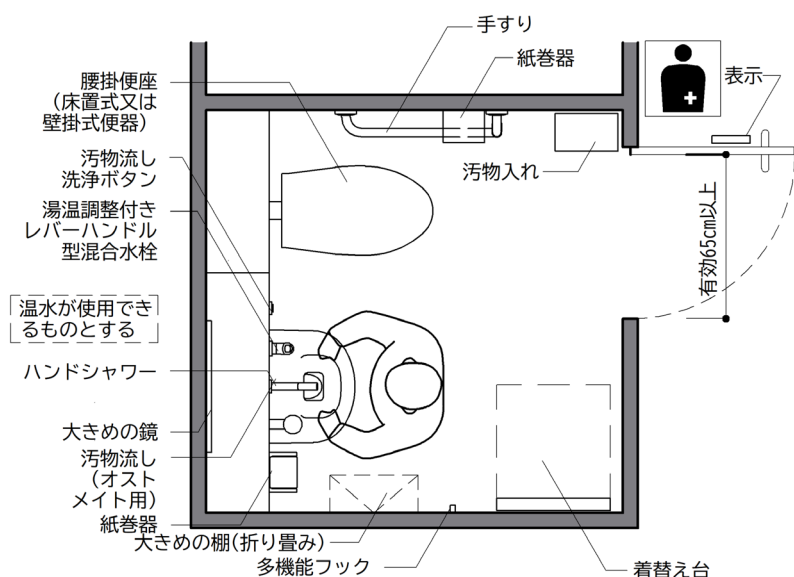 手すり
紙巻器
表示
腰掛便座
（床置式又は
壁掛式便器）
汚物入れ
汚物流し
洗浄ボタン
湯温調整付き
レバーハンドル
型混合水栓
有効65cm以上
温水が使用でき
るものとする
ハンドシャワー
大きめの鏡
汚物流し
（オスト
メイト用）
紙巻器
大きめの棚(折り畳み)
多機能フック
着替え台